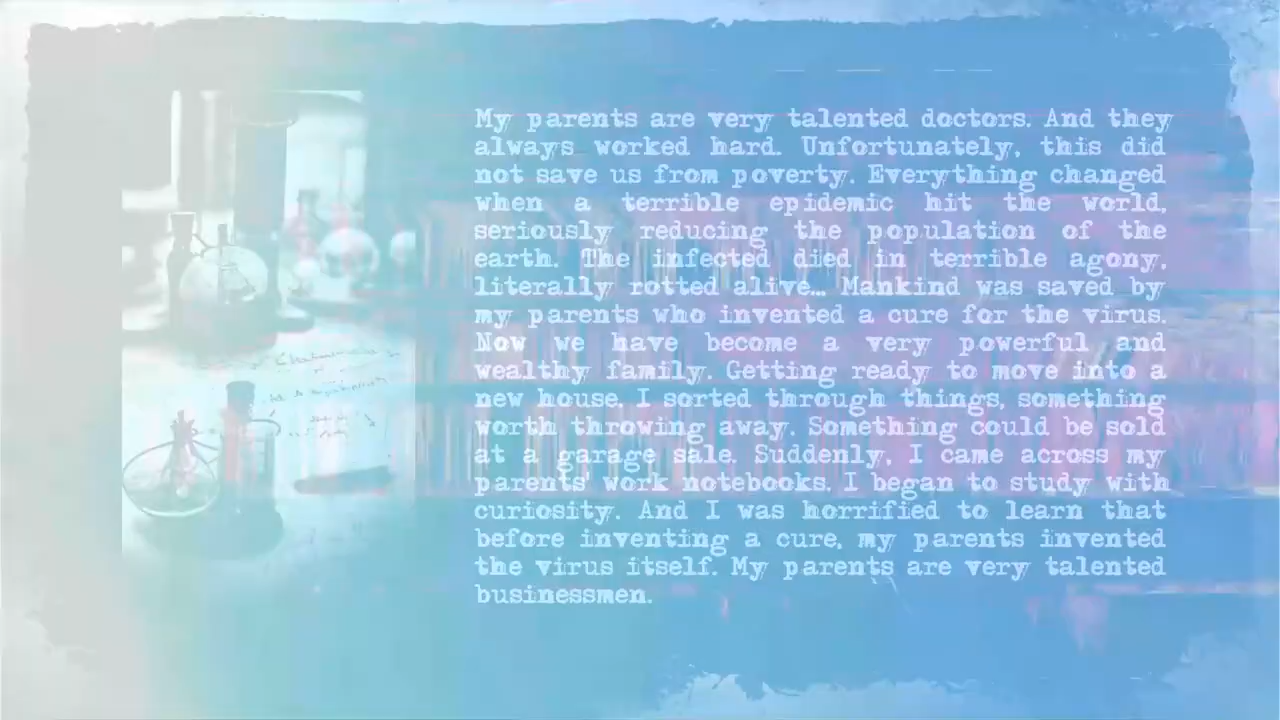 My parents are very talented doctors. And they
always worked hard. Unfortunately, this did
not save us from poverty. Everything changed
when a terrible epidemic hit the world,
seriously reducing the population of the
earth. The infected died in terrible agony,
literally rotted alive... Mankind was saved by
my parents who invented a cure for the virus.
Now we have become a very powerful and
wealthy family. Getting ready to move into a
new house, I sorted through things, something
worth throwing away. Something could be sold
at a garage sale. Suddenly, I came across my
parents' work notebooks. I began to study with
curiosity. And I was horrified to learn that
before inventing a cure, my parents invented
the virus itself. My parents are very talented
businessmen.